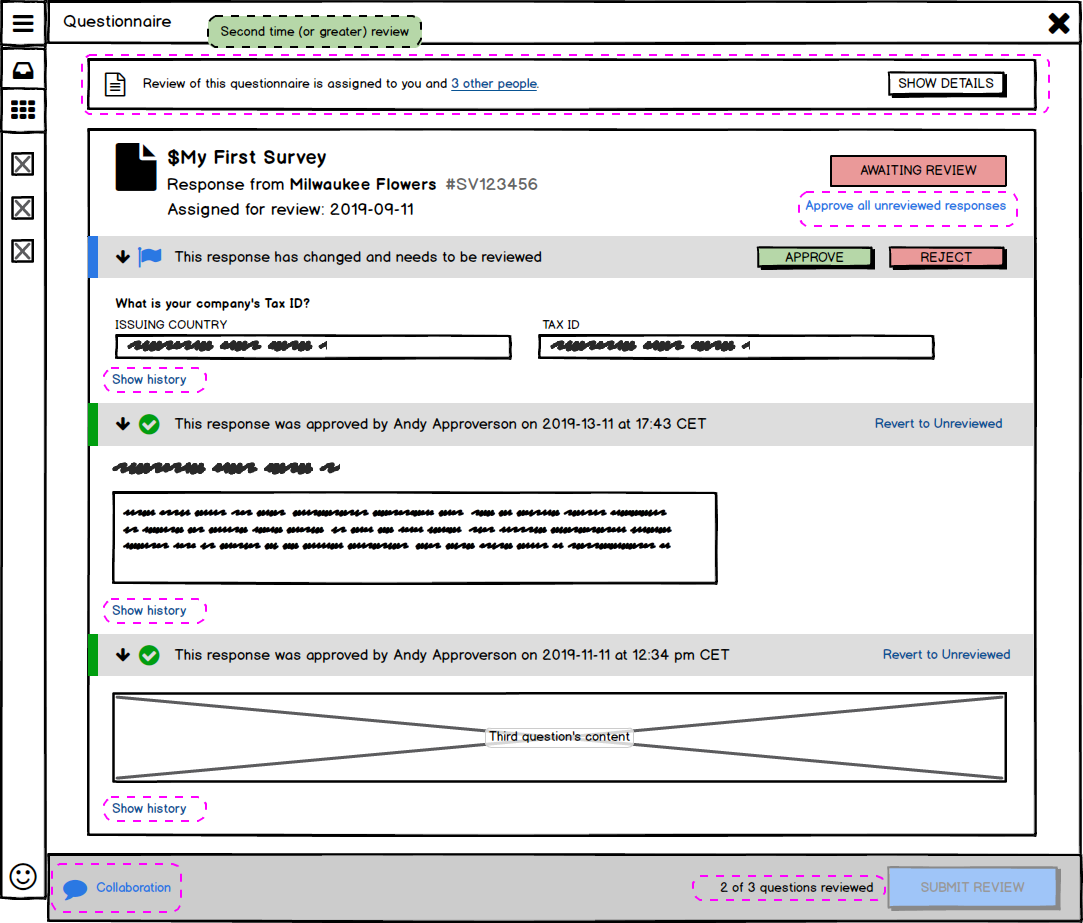 Questionnaire
Second time (or greater) review
Review of this questionnaire is assigned to you and 3 other people.
SHOW DETAILS
$My First Survey
Response from Milwaukee Flowers #SV123456
Assigned for review: 2019-09-11
AWAITING REVIEW
Approve all unreviewed responses
This response has changed and needs to be reviewed
APPROVE
REJECT
What is your company's Tax ID?
ISSUING COUNTRY
TAX ID
Show history
This response was approved by Andy Approverson on 2019-13-11 at 17:43 CET
Revert to Unreviewed
Show history
This response was approved by Andy Approverson on 2019-11-11 at 12:34 pm CET
Revert to Unreviewed
Third question's content
Show history
Collaboration
2 of 3 questions reviewed
SUBMIT REVIEW